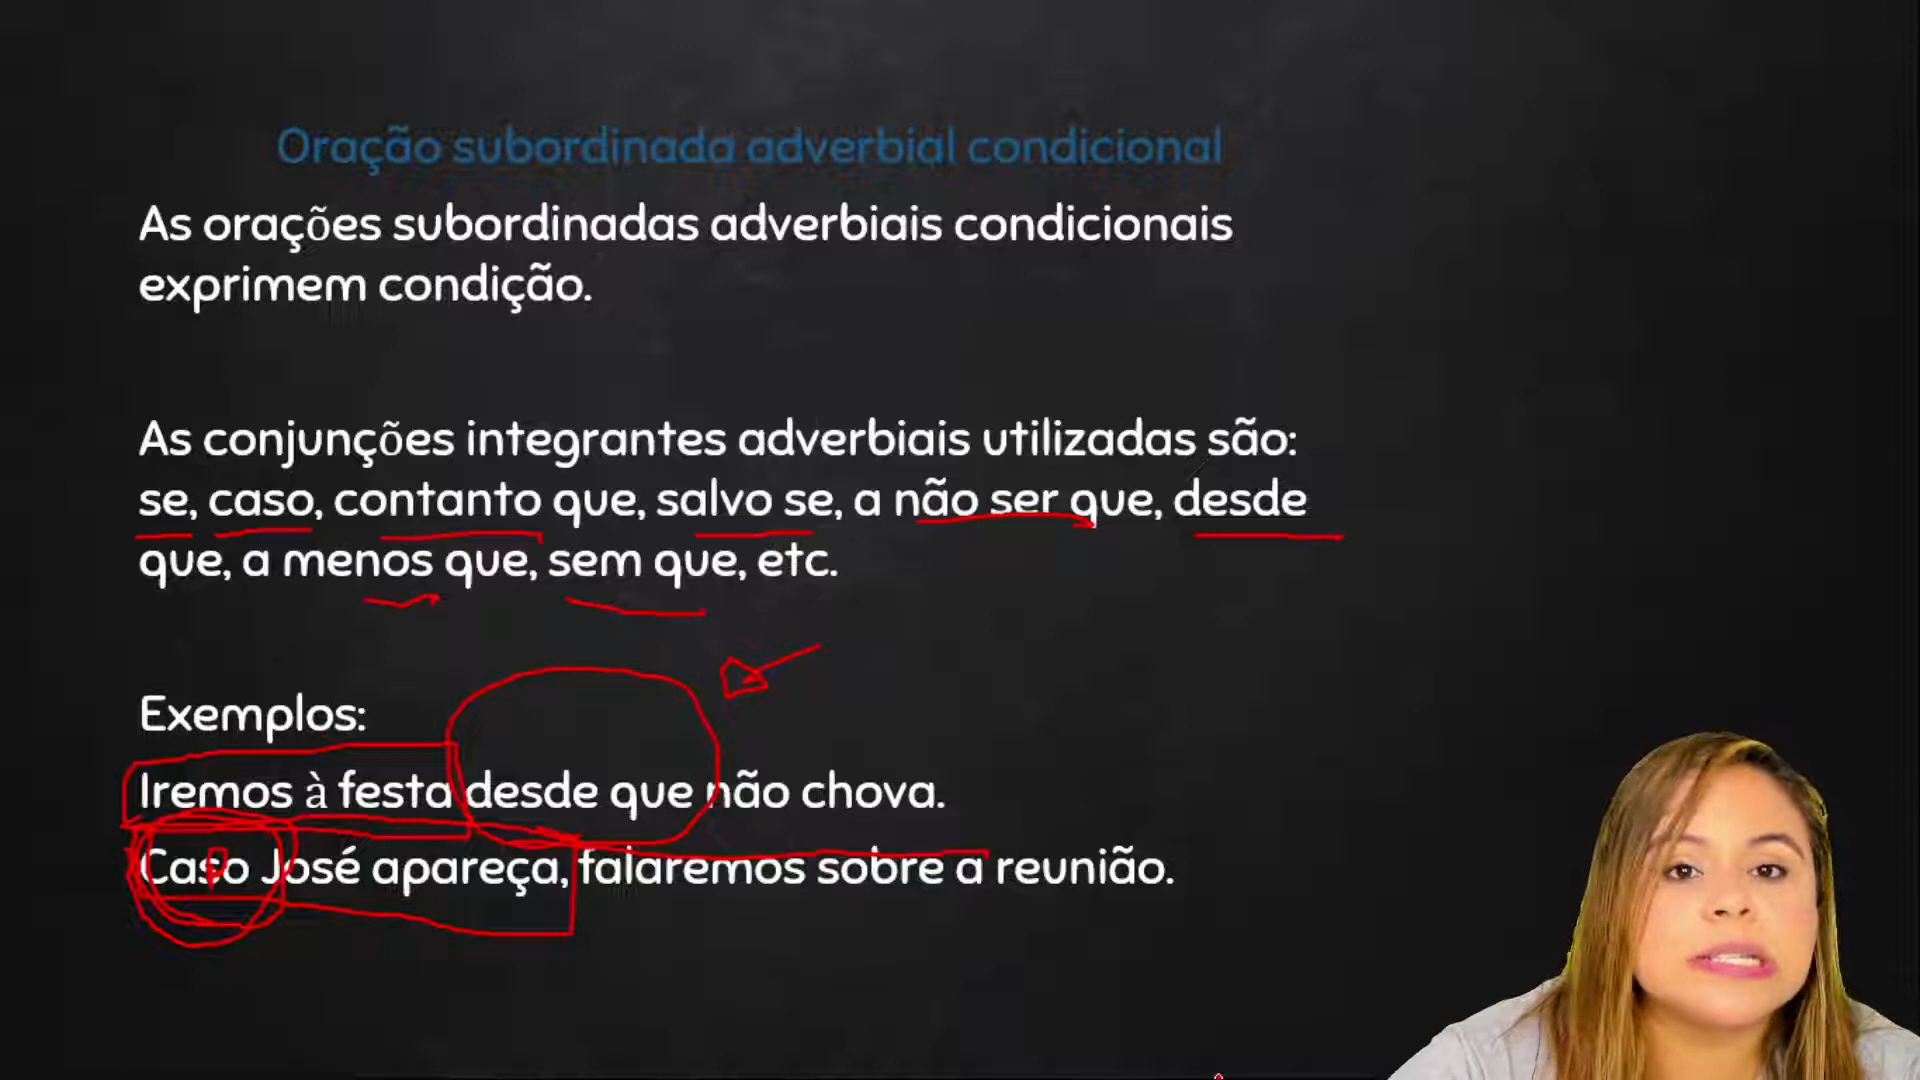 Oração subordinada adverbial condicional
As orações subordinadas adverbiais condicionais
exprimem condição.
As conjunções integrantes adverbiais utilizadas são:
se, caso, contanto que, salvo se, a não ser que, desde
que, a menos que, sem que, etc.
Exemplos:
Iremos à festa desde que não chova.
Caso José apareça, falaremos sobre a reunião.